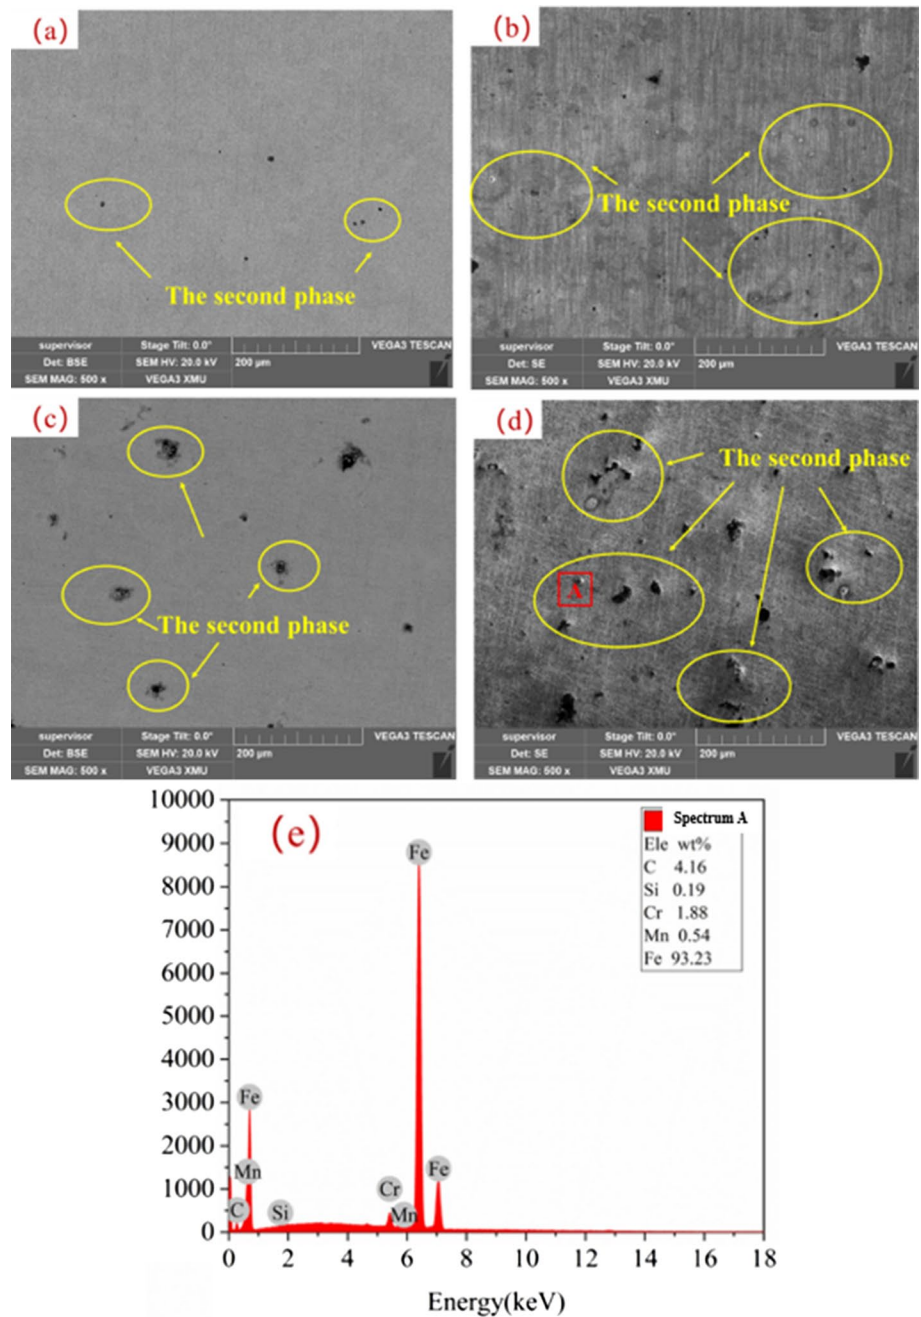 (a)
The second phase
supervisor Stage Tilt: 0.0° VEGA3 TESCAN
Det: BSE SEM HV: 20.0 kV 200 µm
SEM MAG: 500 x VEGA3 XMU
(b)
The second phase
supervisor Stage Tilt: 0.0° VEGA3 TESCAN
Det: SE SEM HV: 20.0 kV 200 µm
SEM MAG: 500 x VEGA3 XMU
(c)
The second phase
supervisor Stage Tilt: 0.0° VEGA3 TESCAN
Det: BSE SEM HV: 20.0 kV 200 µm
SEM MAG: 500 x VEGA3 XMU
(d)
The second phase
A
supervisor Stage Tilt: 0.0° VEGA3 TESCAN
Det: SE SEM HV: 20.0 kV 200 µm
SEM MAG: 500 x VEGA3 XMU
(e)
Spectrum A
Ele wt%
C 4.16
Si 0.19
Cr 1.88
Mn 0.54
Fe 93.23
10000
9000
8000
7000
6000
5000
4000
3000
2000
1000
0
Fe
Fe
Mn
C
Si
Cr
Mn
Fe
0 2 4 6 8 10 12 14 16 18
Energy(keV)